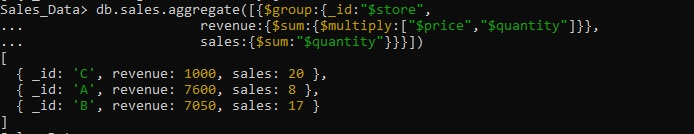 Sales_Data> db.sales.aggregate([{$group:{_id:"$store",
... revenue:{$sum:{$multiply:["$price","$quantity"]}},
... sales:{$sum:"$quantity"}}}])
[
{ _id: 'C', revenue: 1000, sales: 20 },
{ _id: 'A', revenue: 7600, sales: 8 },
{ _id: 'B', revenue: 7050, sales: 17 }
]